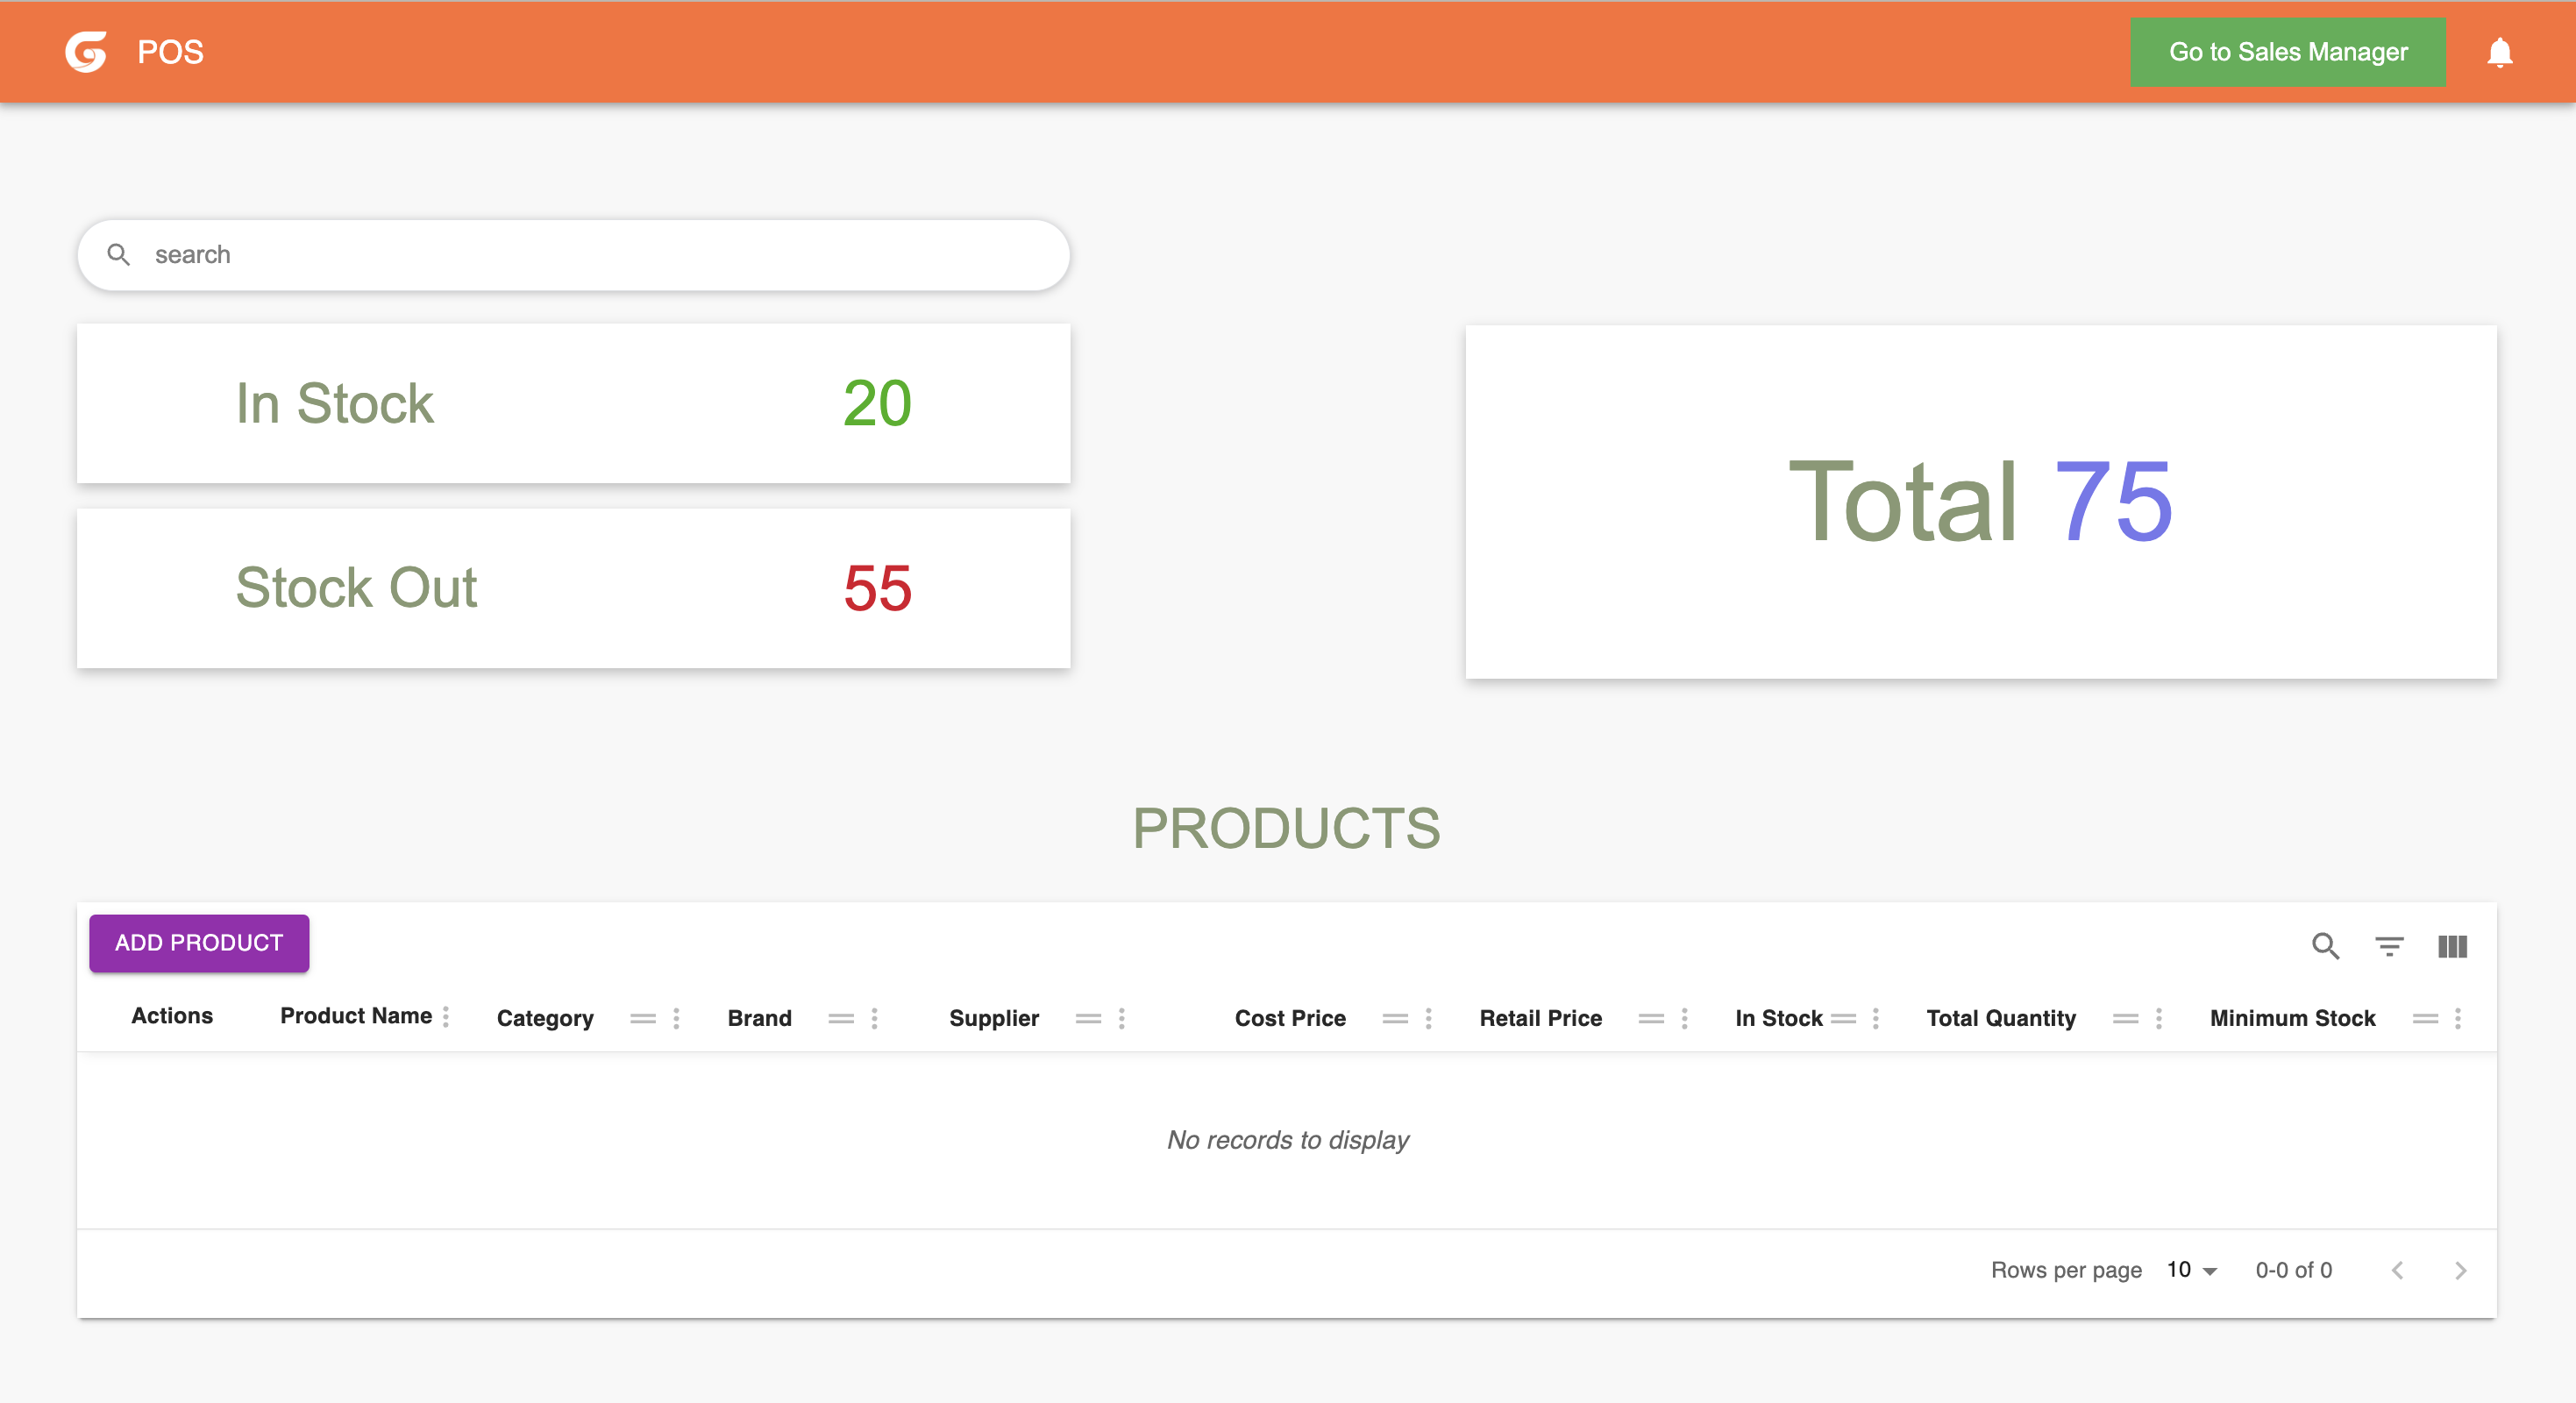 POS
Go to Sales Manager
search
In Stock 20
Stock Out 55
Total 75
PRODUCTS
ADD PRODUCT
Actions Product Name Category Brand Supplier Cost Price Retail Price In Stock Total Quantity Minimum Stock
No records to display
Rows per page 10 0-0 of 0